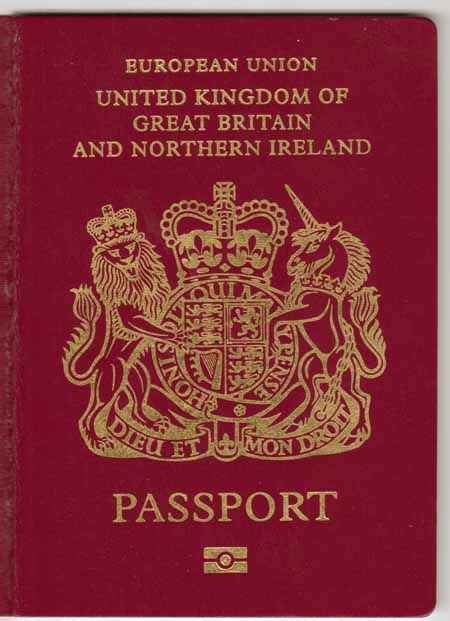 EUROPEAN UNION
UNITED KINGDOM OF
GREAT BRITAIN
AND NORTHERN IRELAND
DIEU ET MON DROIT
PASSPORT